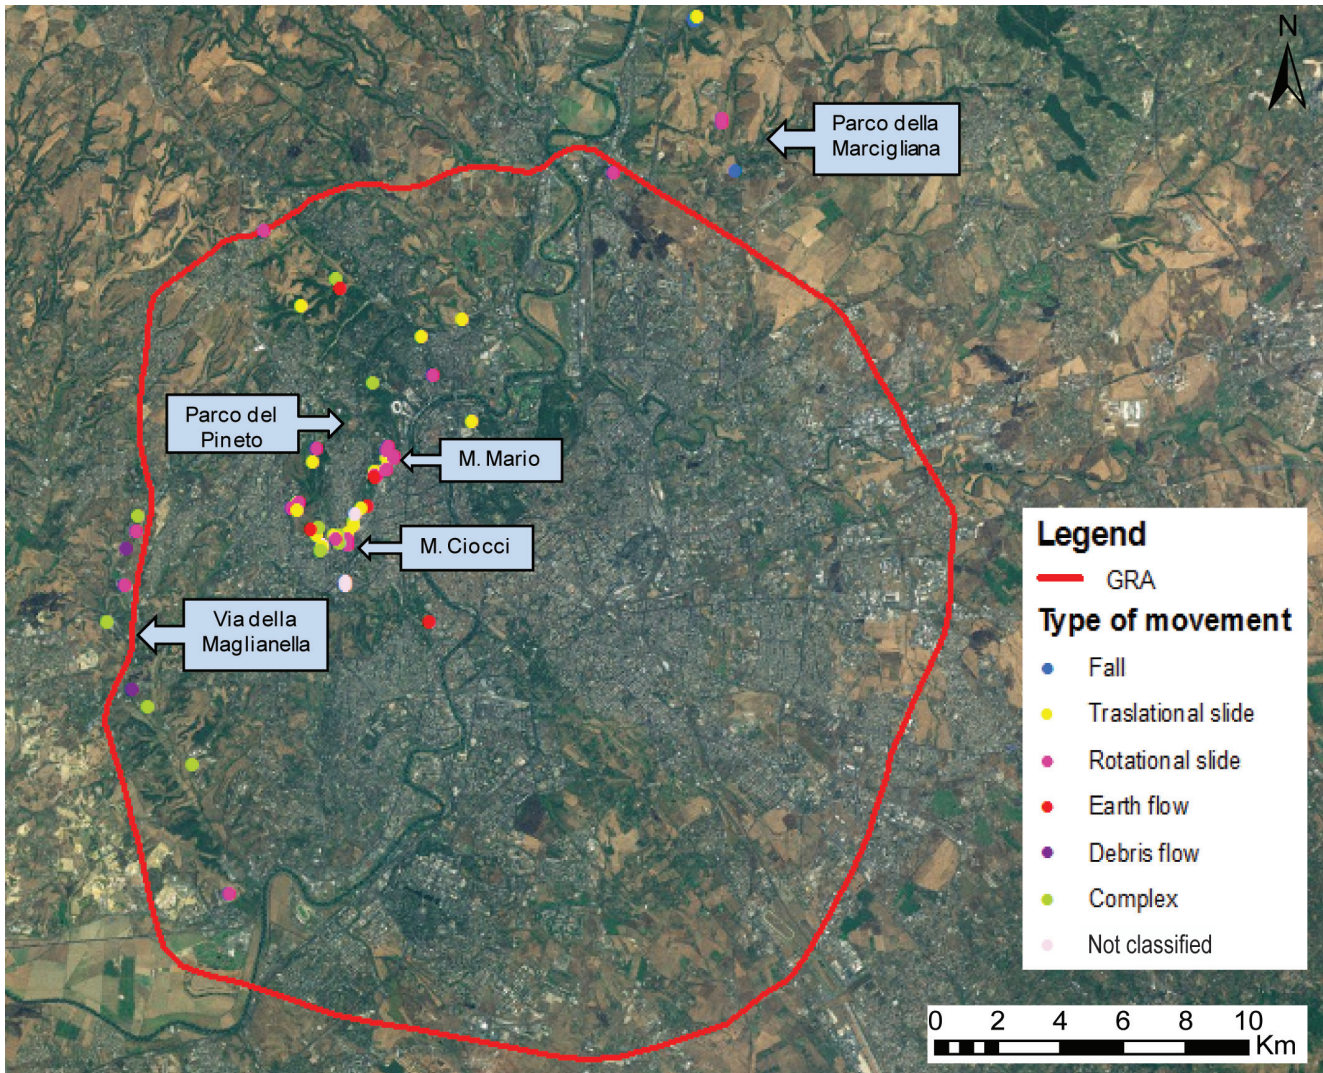 N
Parco della
Marcigliana
Parco del
Pineto
M. Mario
M. Ciocci
Via della
Maglianella
Legend
GRA
Type of movement
Fall
Traslational slide
Rotational slide
Earth flow
Debris flow
Complex
Not classified
0 2 4 6 8 10
Km